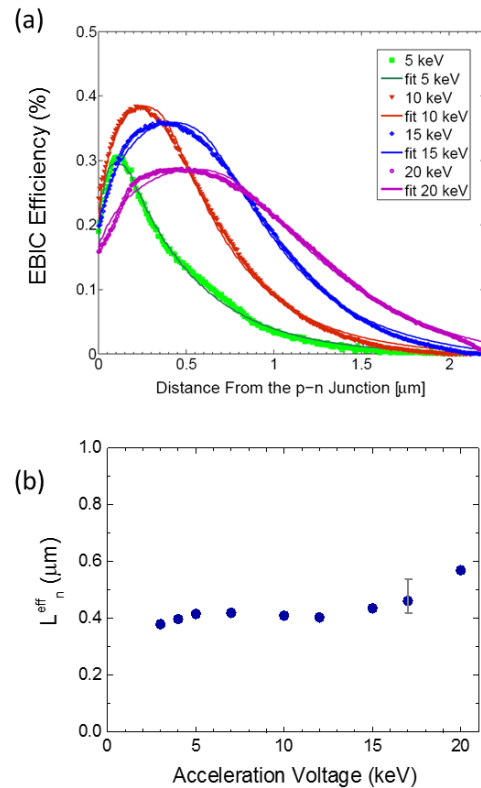 (a)
0.5
0.4
0.3
0.2
0.1
0
EBIC Efficiency (%)
5 keV
fit 5 keV
10 keV
fit 10 keV
15 keV
fit 15 keV
20 keV
fit 20 keV
0 0.5 1 1.5 2
Distance From the p−n Junction [μm]
(b)
1.0
0.8
0.6
0.4
0.2
0.0
L eff n (μm)
0 5 10 15 20
Acceleration Voltage (keV)